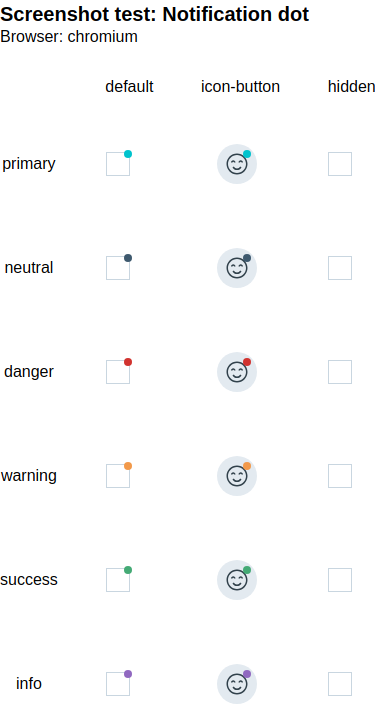 Screenshot test: Notification dot
Browser: chromium
default icon-button hidden
primary
neutral
danger
warning
success
info